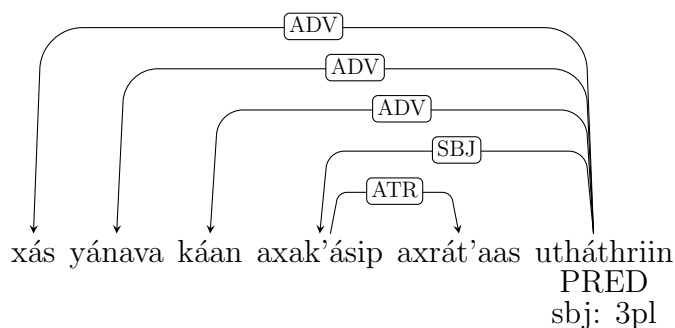 ADV
ADV
ADV
SBJ
ATR
xás yánava káan axak'ásip axrát'aas utháthriin
PRED
sbj: 3pl